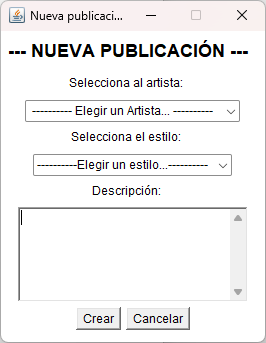 Nueva publicaci...
--- NUEVA PUBLICACIÓN ---
Selecciona al artista:
---------- Elegir un Artista... ----------
Selecciona el estilo:
----------Elegir un estilo...----------
Descripción:
Crear Cancelar